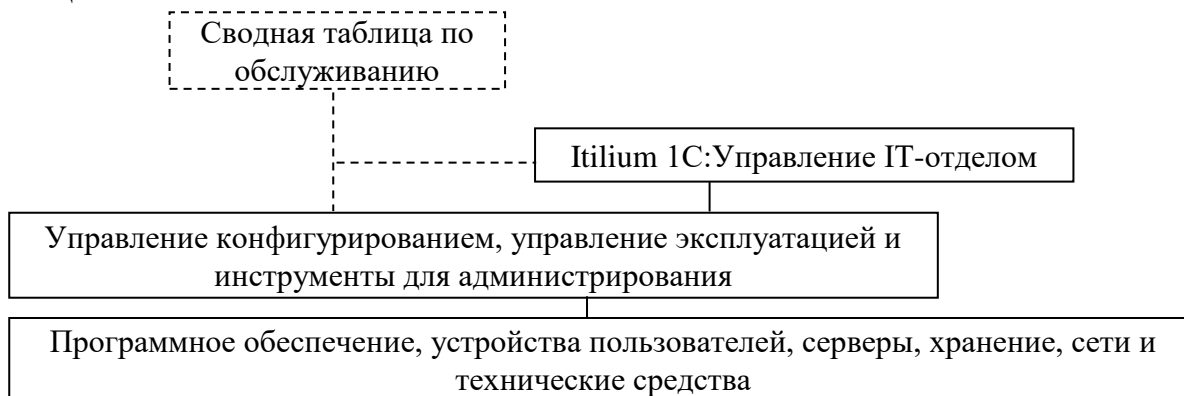 Сводная таблица по
обслуживанию
Itilium 1С:Управление IT-отделом
Управление конфигурированием, управление эксплуатацией и
инструменты для администрирования
Программное обеспечение, устройства пользователей, серверы, хранение, сети и
технические средства